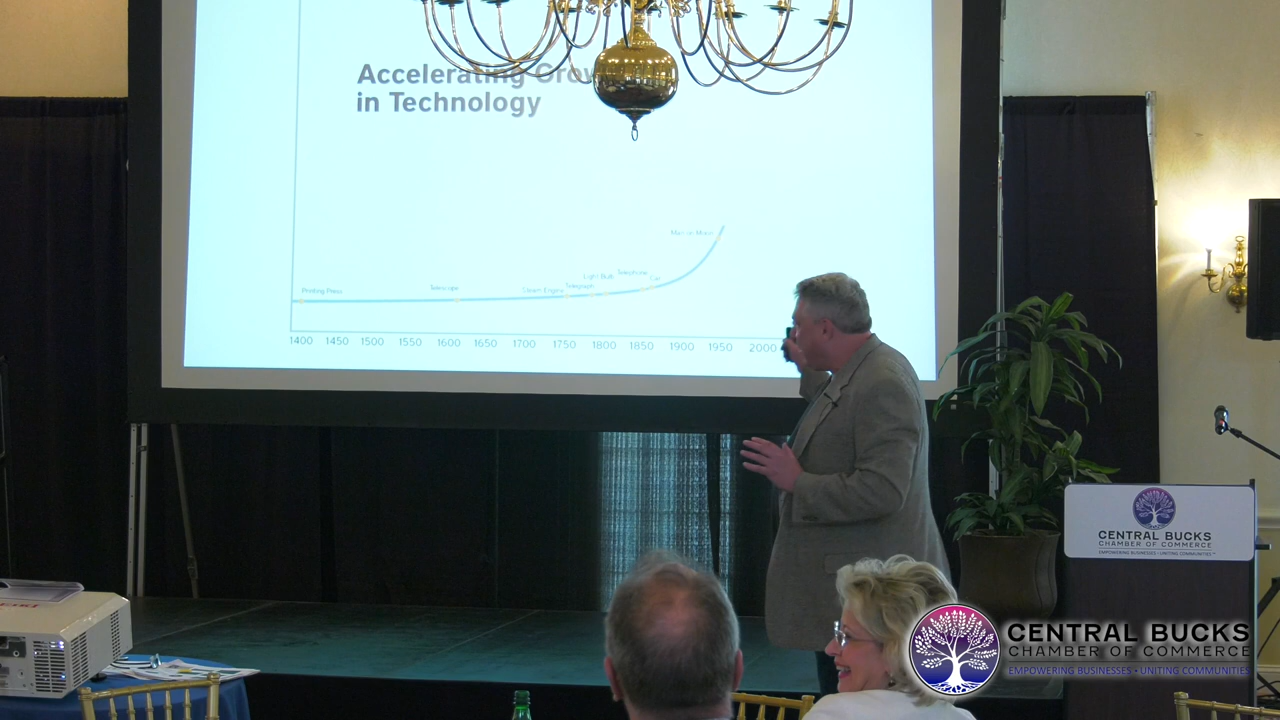 Accelerating Grow
in Technology
Man on Moon
Light Bulb
Telephone
Car
Printing Press
Telescope
Steam Engine
Telegraph
1400 1450 1500 1550 1600 1650 1700 1750 1800 1850 1900 1950 2000
CENTRAL BUCKS
CHAMBER OF COMMERCE
EMPOWERING BUSINESSES • UNITING COMMUNITIES
CENTRAL BUCKS
CHAMBER OF COMMERCE
EMPOWERING BUSINESSES • UNITING COMMUNITIES